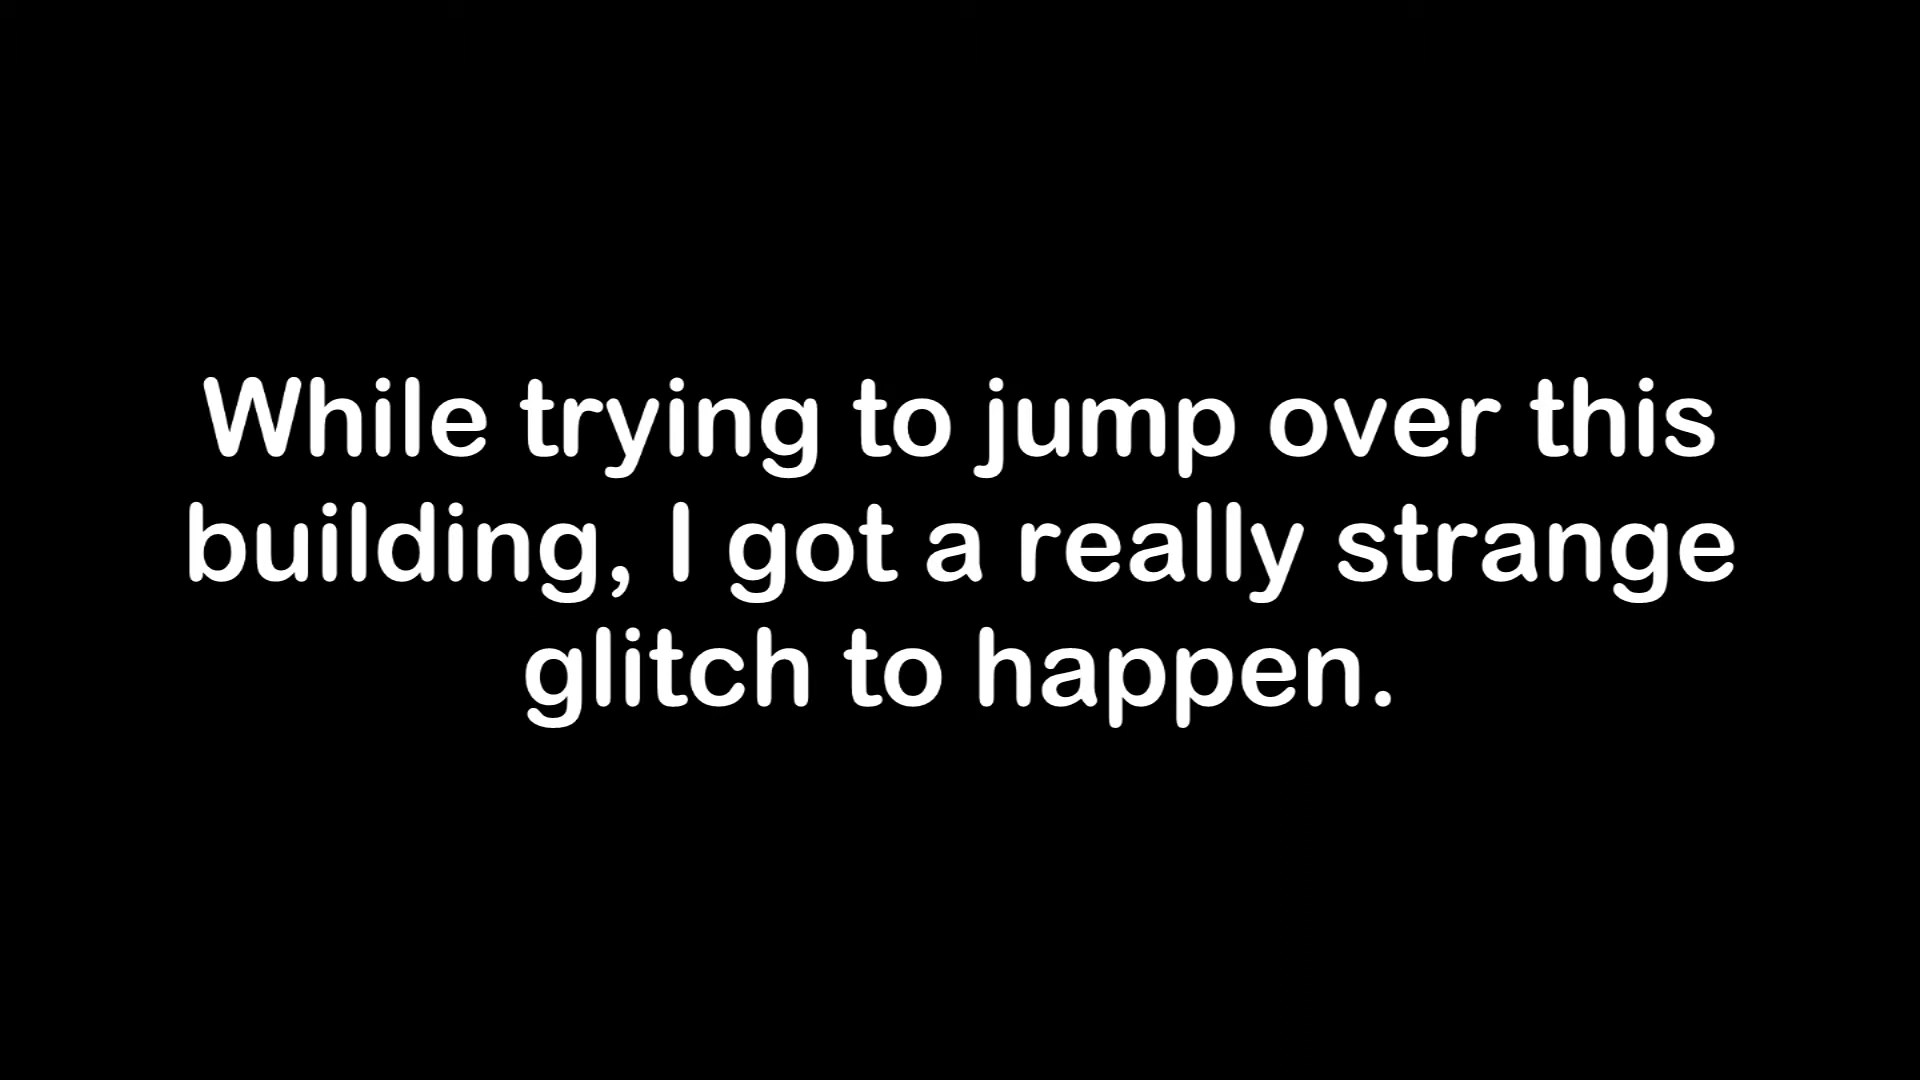 While trying to jump over this
building, I got a really strange
glitch to happen.